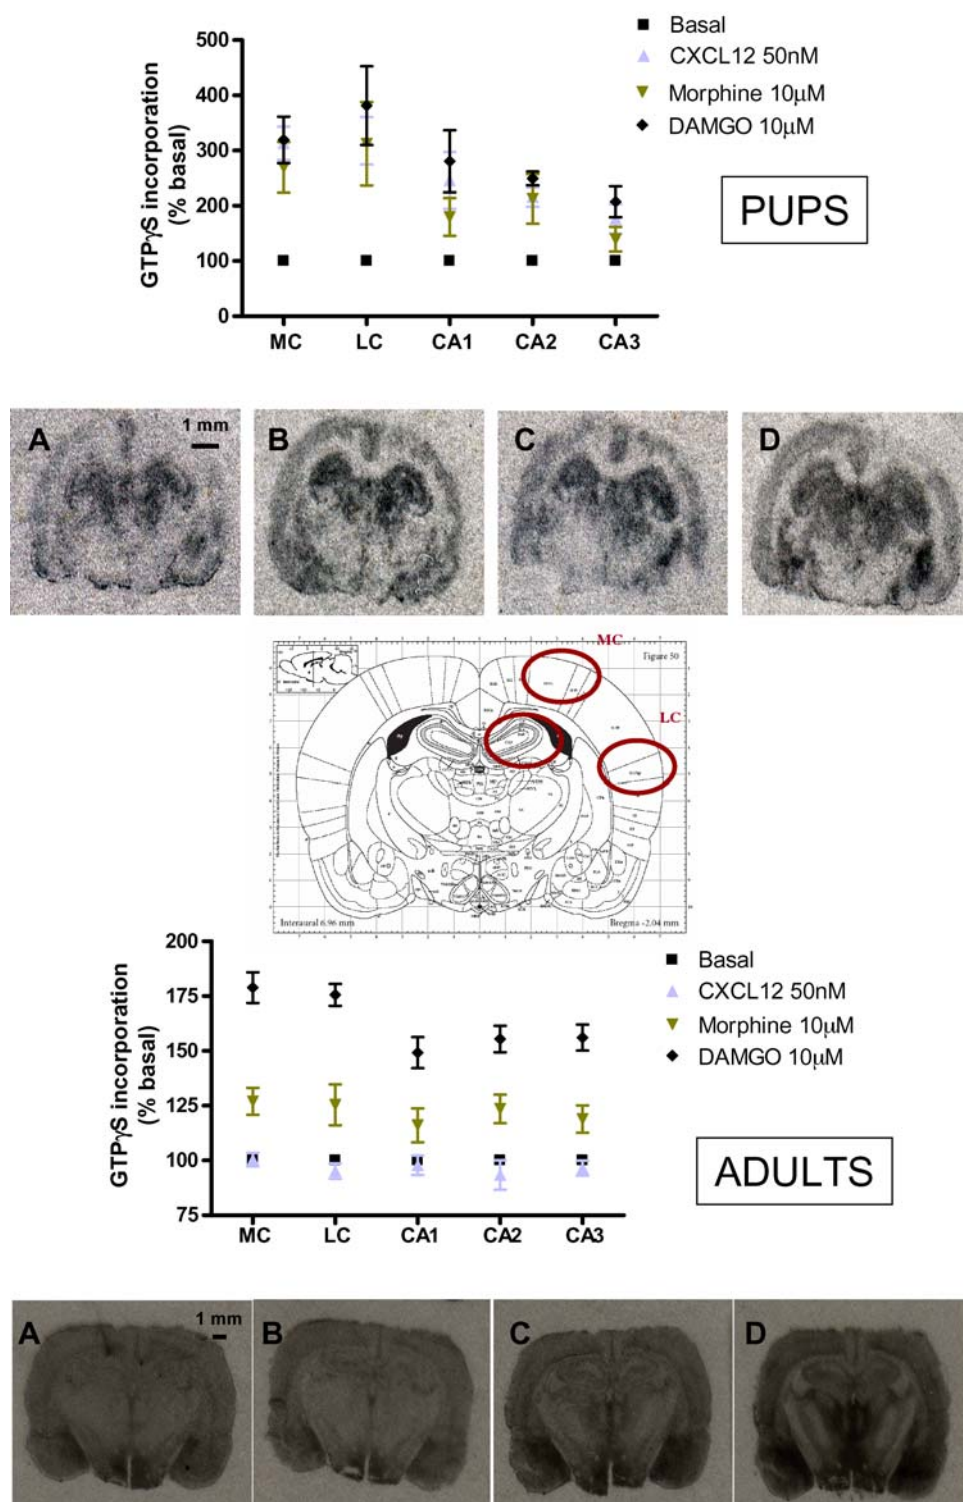 500
400
300
200
100
0
GTPγS incorporation
(% basal)
MC LC CA1 CA2 CA3
Basal
CXCL12 50nM
Morphine 10μM
DAMGO 10μM
PUPS
A 1 mm B C D
MC
Figure 50
LC
Interaural 6.96 mm Bregma -2.04 mm
200
175
150
125
100
75
GTPγS incorporation
(% basal)
MC LC CA1 CA2 CA3
Basal
CXCL12 50nM
Morphine 10μM
DAMGO 10μM
ADULTS
A 1 mm B C D